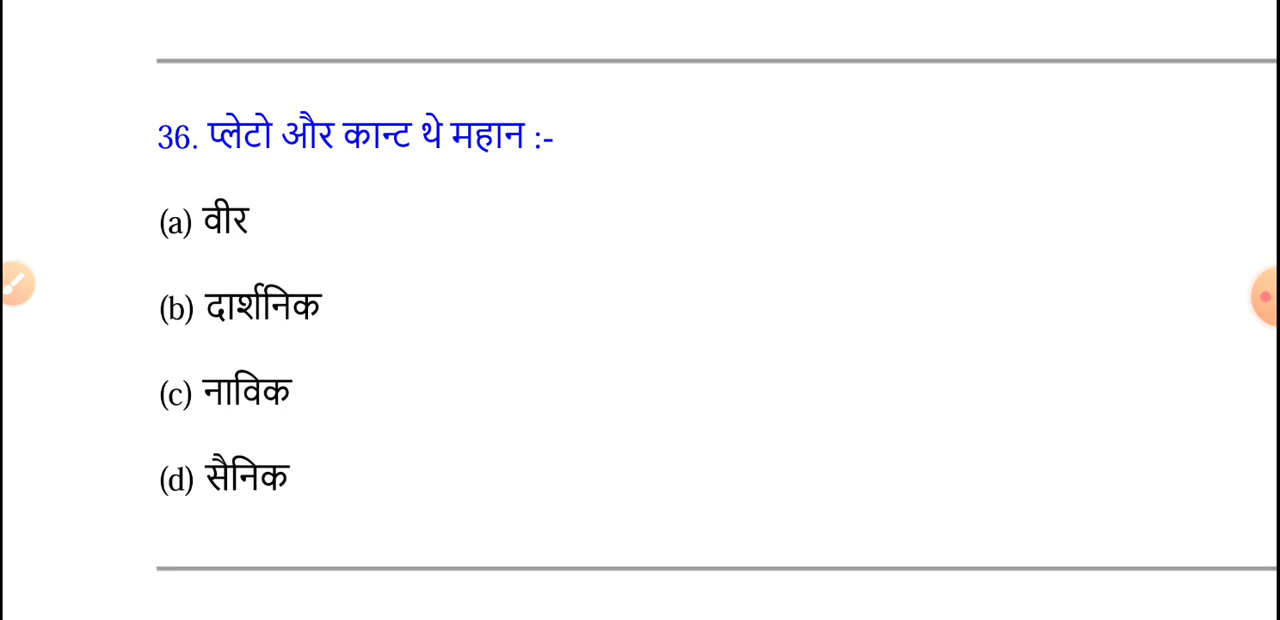 36. प्लेटो और कान्ट थे महान :-
(a) वीर
(b) दार्शनिक
(c) नाविक
(d) सैनिक